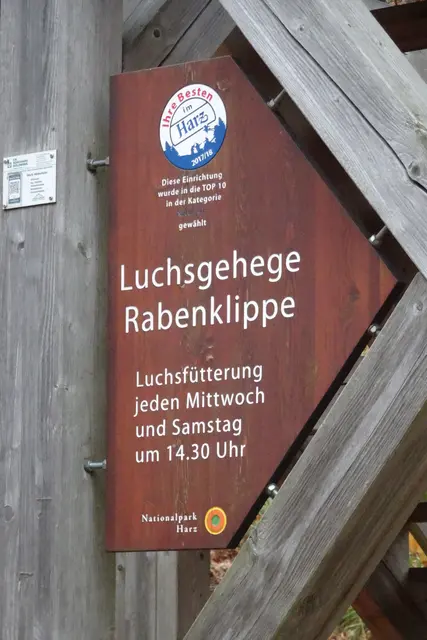 Ihre Besten
im
Harz
2017/18
Diese Einrichtung
wurde in die TOP 10
in der Kategorie
gewählt
Luchsgehege
Rabenklippe
Luchsfütterung
jeden Mittwoch
und Samstag
um 14.30 Uhr
Nationalpark
Harz